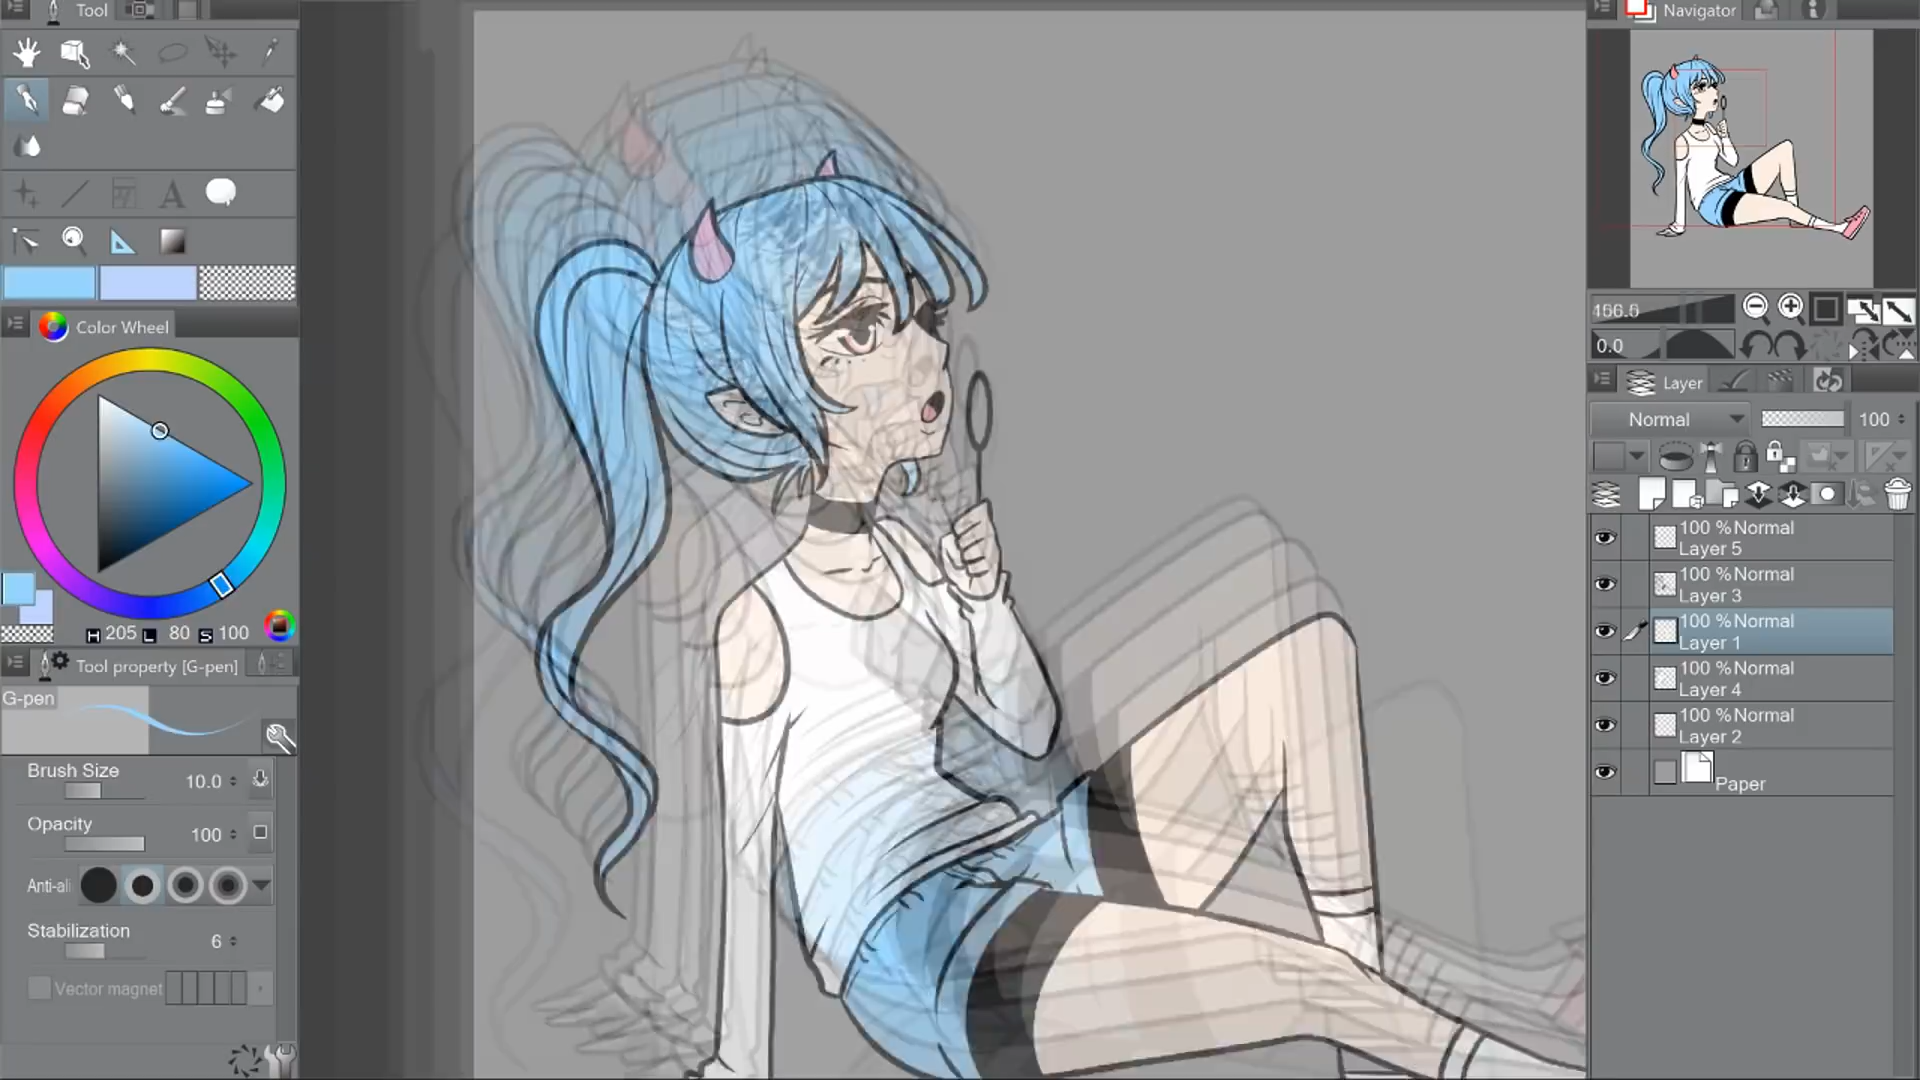 Tool
Color Wheel
H 205 L 80 S 100
Tool property [G-pen]
G-pen
Brush Size 10.0
Opacity 100
Anti-ali
Stabilization 6
Vector magnet
Navigator
466.6
0.0
Layer
Normal 100
100 %Normal
Layer 5
100 %Normal
Layer 3
100 %Normal
Layer 1
100 %Normal
Layer 4
100 %Normal
Layer 2
Paper